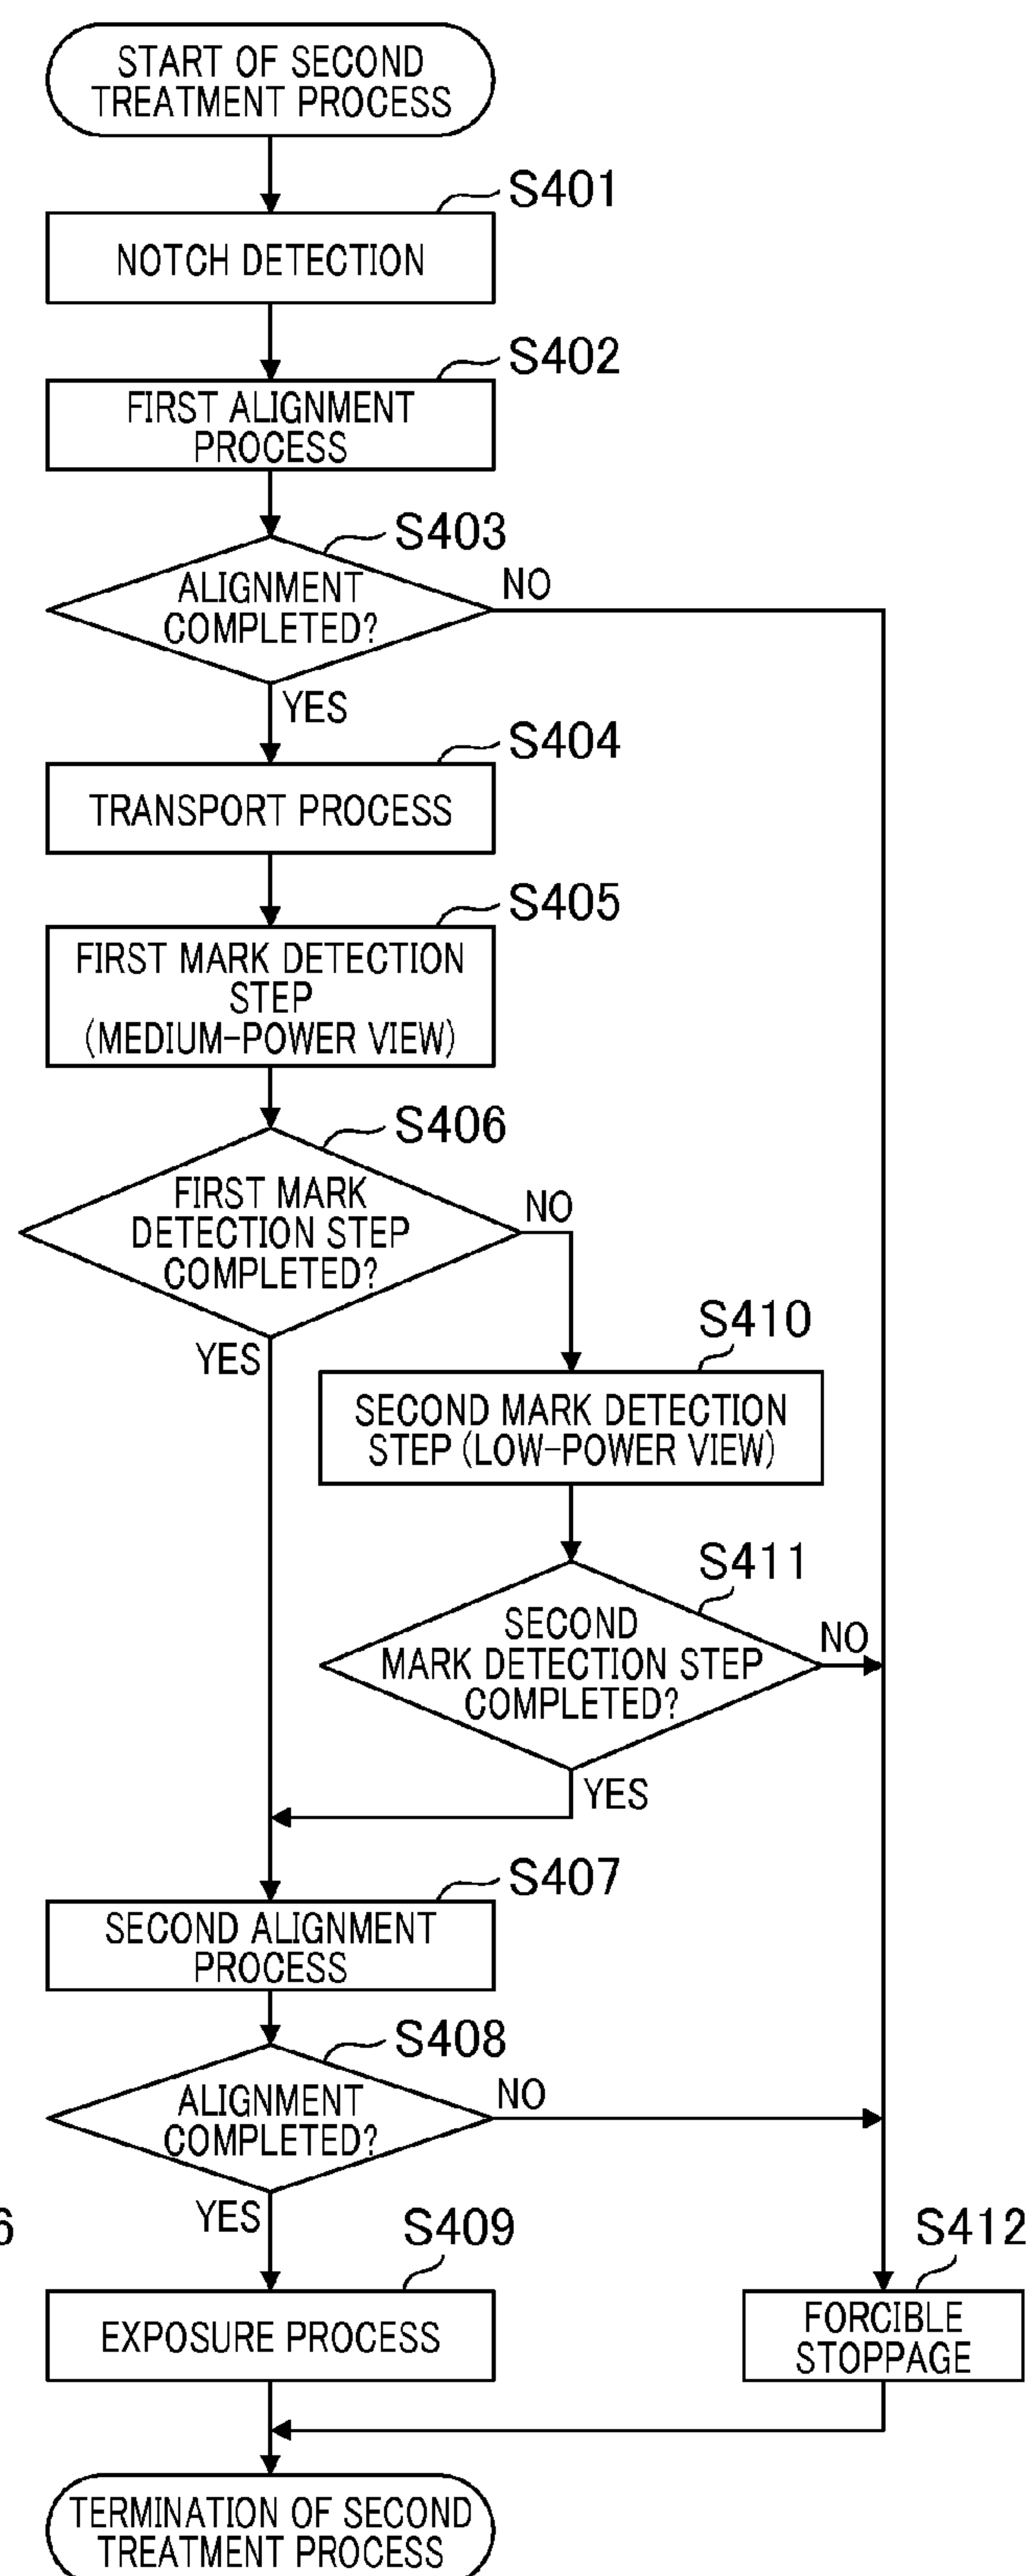 START OF SECOND
TREATMENT PROCESS
S401
NOTCH DETECTION
S402
FIRST ALIGNMENT
PROCESS
S403
ALIGNMENT
COMPLETED?
NO
YES
S404
TRANSPORT PROCESS
S405
FIRST MARK DETECTION
STEP
(MEDIUM-POWER VIEW)
S406
FIRST MARK
DETECTION STEP
COMPLETED?
NO
YES
S410
SECOND MARK DETECTION
STEP (LOW-POWER VIEW)
S411
SECOND
MARK DETECTION STEP
COMPLETED?
NO
YES
S407
SECOND ALIGNMENT
PROCESS
S408
ALIGNMENT
COMPLETED?
NO
YES
6
S409
EXPOSURE PROCESS
S412
FORCIBLE
STOPPAGE
TERMINATION OF SECOND
TREATMENT PROCESS